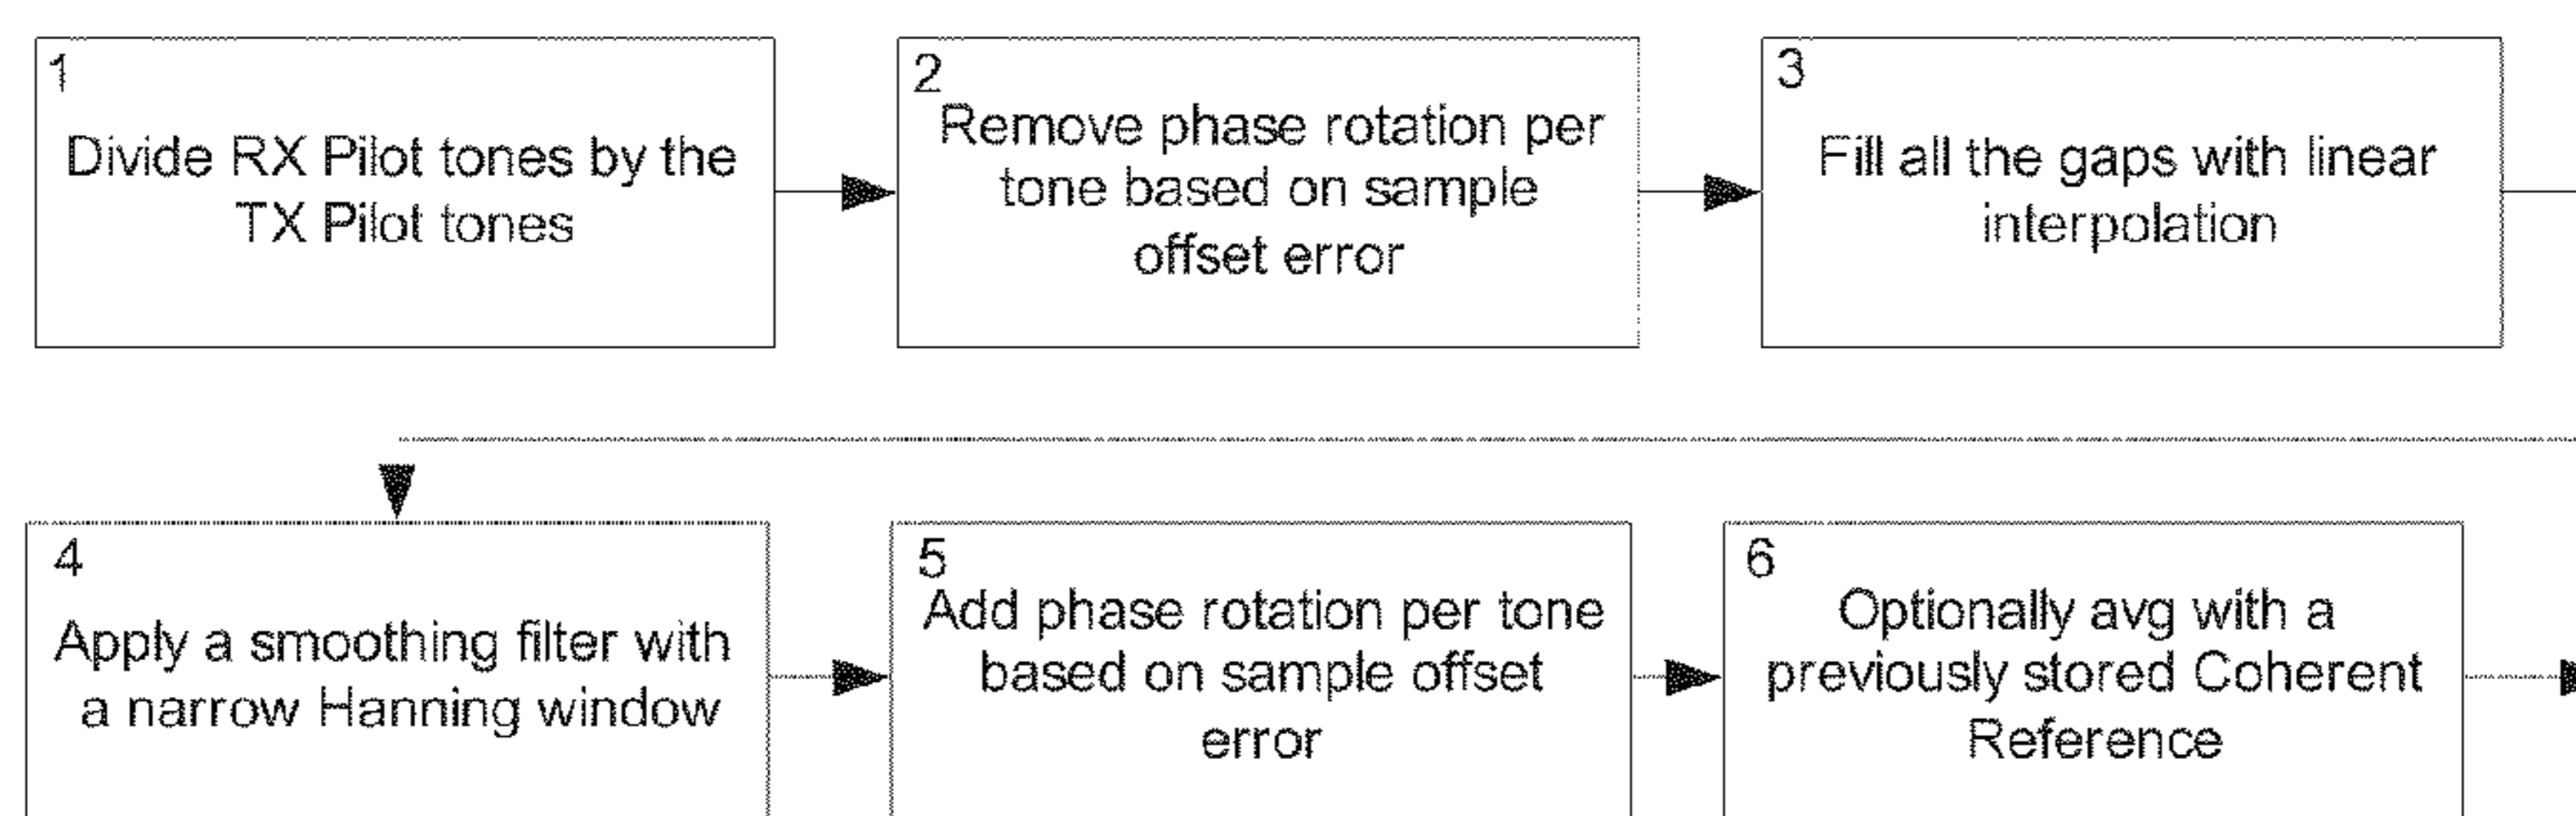 1
Divide RX Pilot tones by the
TX Pilot tones
2
Remove phase rotation per
tone based on sample
offset error
3
Fill all the gaps with linear
interpolation
4
Apply a smoothing filter with
a narrow Hanning window
5
Add phase rotation per tone
based on sample offset
error
6
Optionally avg with a
previously stored Coherent
Reference